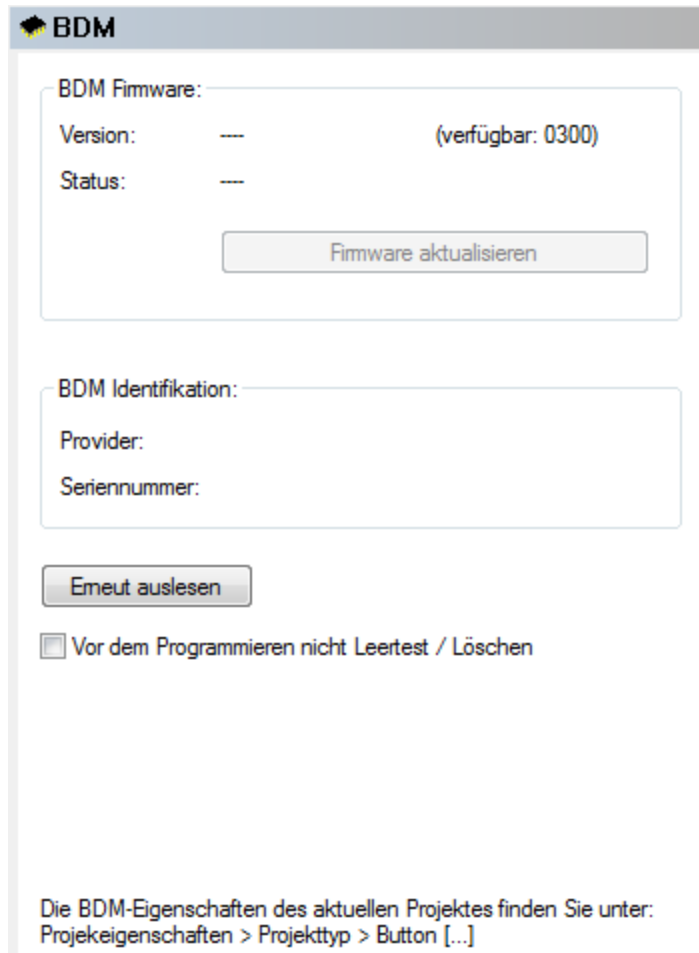 BDM
BDM Firmware:
Version: ---- (verfügbar: 0300)
Status: ----
Firmware aktualisieren
BDM Identifikation:
Provider:
Seriennummer:
Erneut auslesen
Vor dem Programmieren nicht Leertest / Löschen
Die BDM-Eigenschaften des aktuellen Projektes finden Sie unter:
Projekeigenschaften > Projekttyp > Button [...]